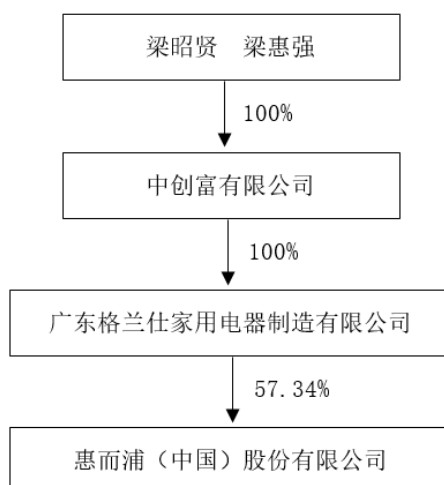 梁昭贤 梁惠强
100%
中创富有限公司
100%
广东格兰仕家用电器制造有限公司
57.34%
惠而浦（中国）股份有限公司